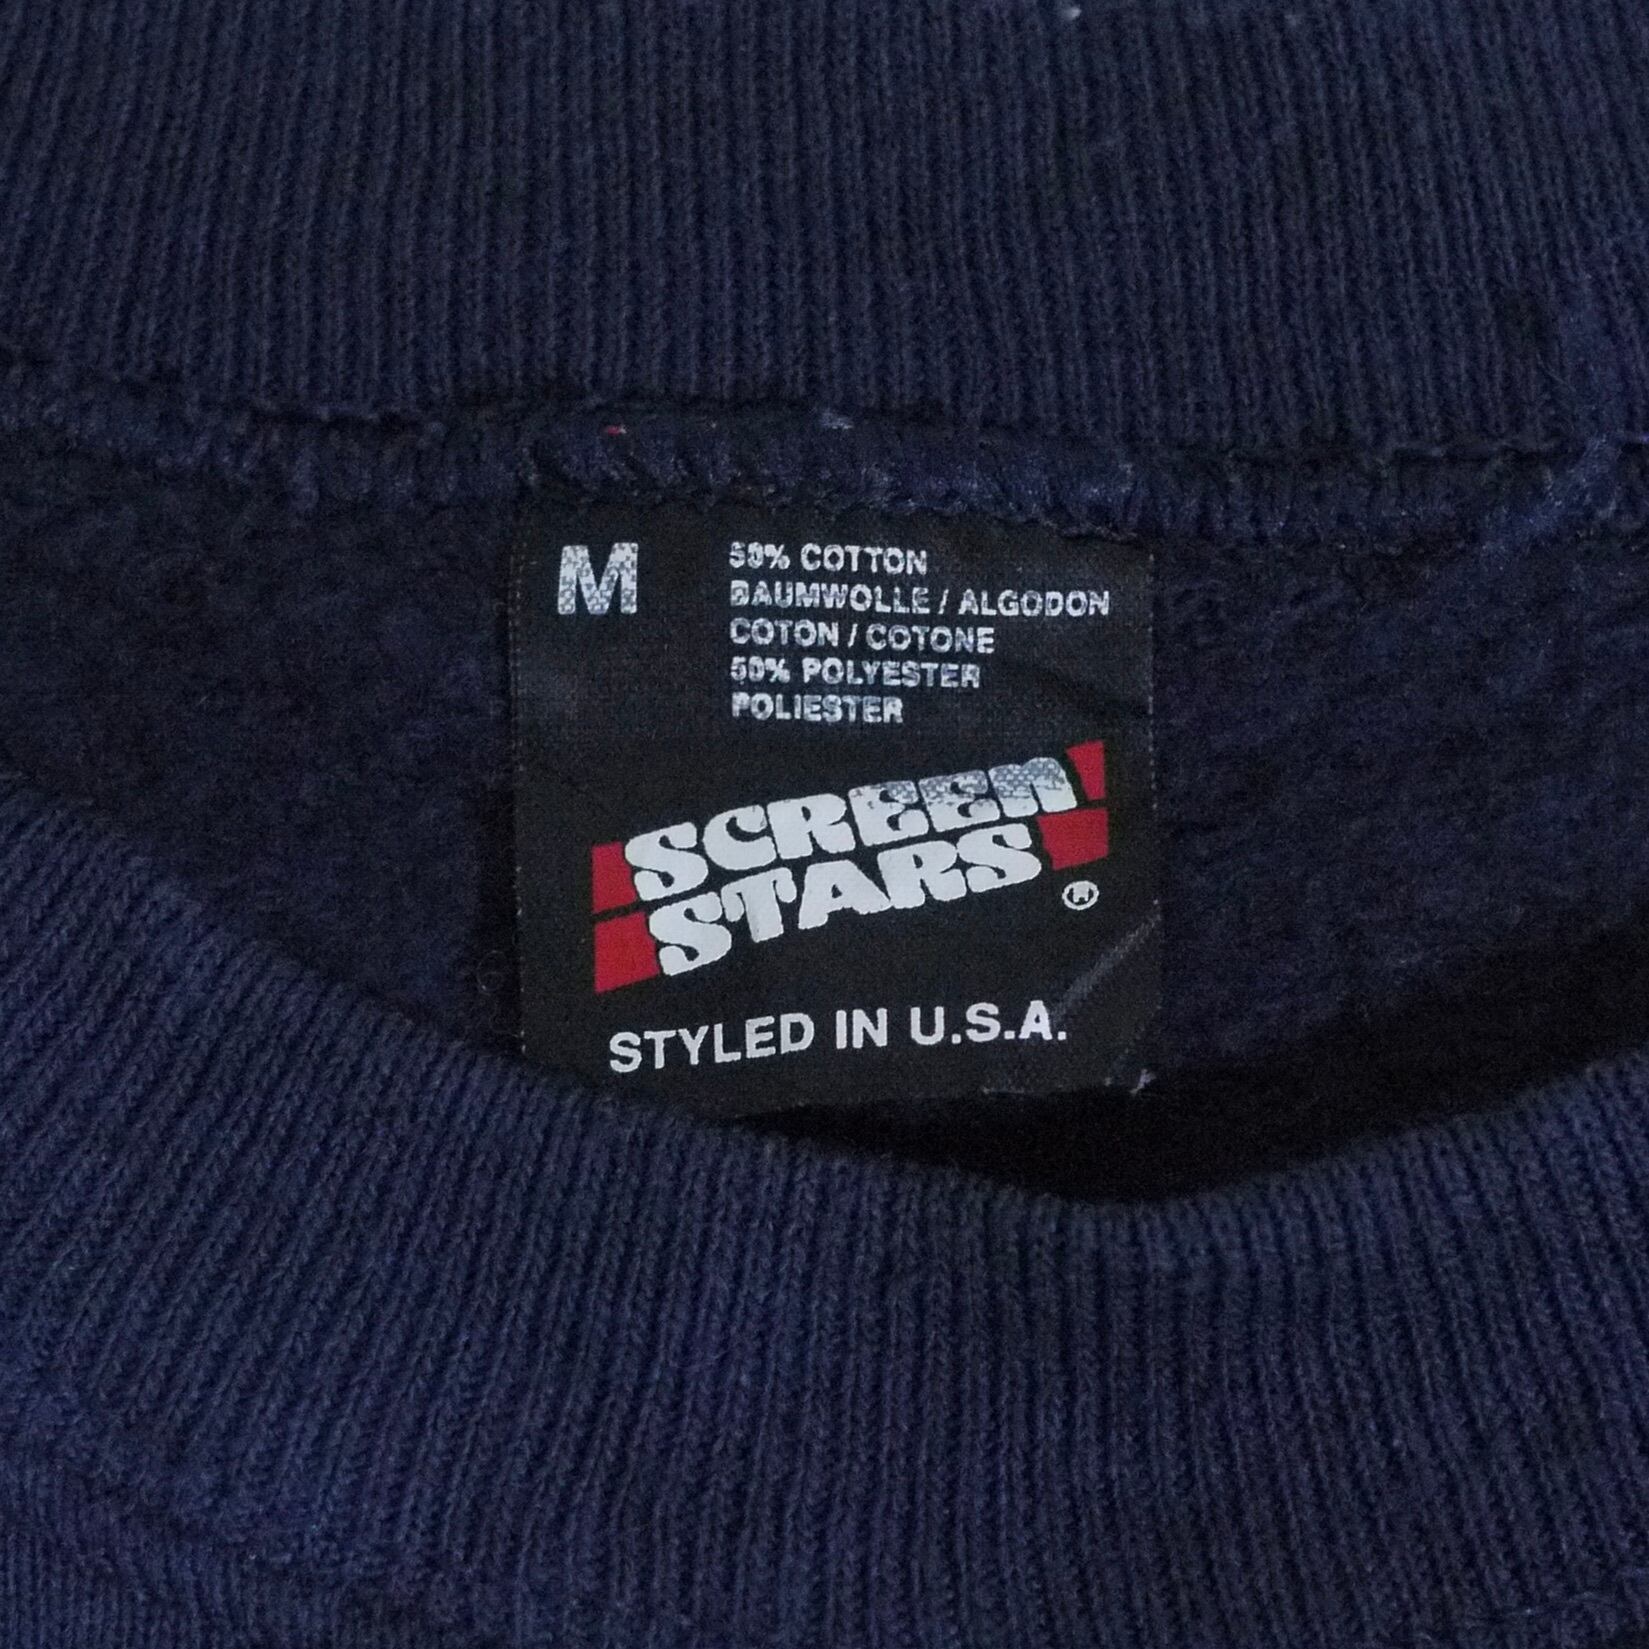 M
50% COTTON
BAUMWOLLE / ALGODON
COTON / COTONE
50% POLYESTER
POLIESTER
SCREEN
STARS
®
STYLED IN U.S.A.